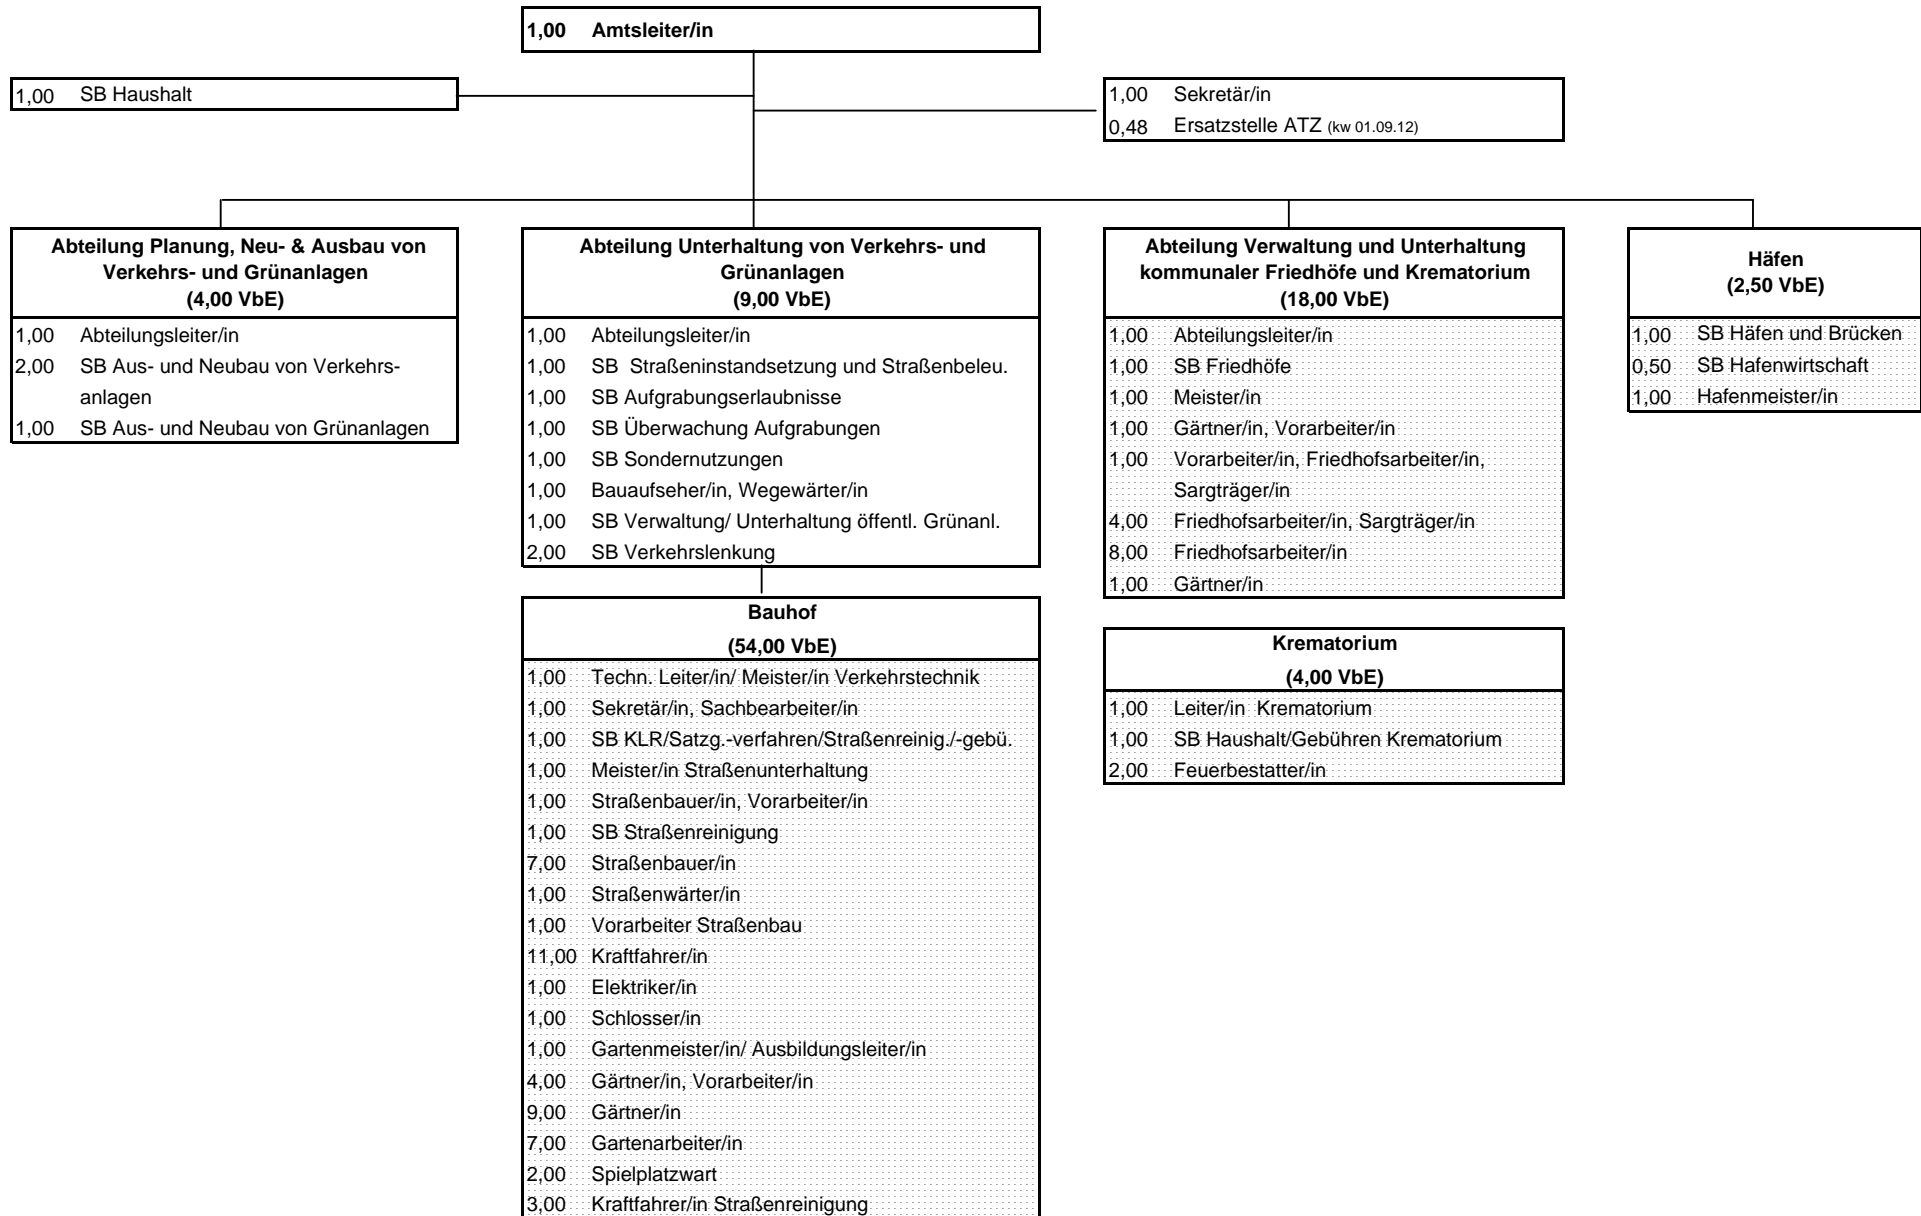 1,00 Amtsleiter/in
1,00 SB Haushalt
1,00 Sekretär/in
0,48 Ersatzstelle ATZ (kw 01.09.12)
Abteilung Planung, Neu- & Ausbau von
Verkehrs- und Grünanlagen
(4,00 VbE)
1,00 Abteilungsleiter/in
2,00 SB Aus- und Neubau von Verkehrs-
anlagen
1,00 SB Aus- und Neubau von Grünanlagen
Abteilung Unterhaltung von Verkehrs- und
Grünanlagen
(9,00 VbE)
1,00 Abteilungsleiter/in
1,00 SB Straßeninstandsetzung und Straßenbeleu.
1,00 SB Aufgrabungserlaubnisse
1,00 SB Überwachung Aufgrabungen
1,00 SB Sondernutzungen
1,00 Bauaufseher/in, Wegewärter/in
1,00 SB Verwaltung/ Unterhaltung öffentl. Grünanl.
2,00 SB Verkehrslenkung
Bauhof
(54,00 VbE)
1,00 Techn. Leiter/in/ Meister/in Verkehrstechnik
1,00 Sekretär/in, Sachbearbeiter/in
1,00 SB KLR/Satzg.-verfahren/Straßenreinig./-gebü.
1,00 Meister/in Straßenunterhaltung
1,00 Straßenbauer/in, Vorarbeiter/in
1,00 SB Straßenreinigung
7,00 Straßenbauer/in
1,00 Straßenwärter/in
1,00 Vorarbeiter Straßenbau
11,00 Kraftfahrer/in
1,00 Elektriker/in
1,00 Schlosser/in
1,00 Gartenmeister/in/ Ausbildungsleiter/in
4,00 Gärtner/in, Vorarbeiter/in
9,00 Gärtner/in
7,00 Gartenarbeiter/in
2,00 Spielplatzwart
3,00 Kraftfahrer/in Straßenreinigung
Abteilung Verwaltung und Unterhaltung
kommunaler Friedhöfe und Krematorium
(18,00 VbE)
1,00 Abteilungsleiter/in
1,00 SB Friedhöfe
1,00 Meister/in
1,00 Gärtner/in, Vorarbeiter/in
1,00 Vorarbeiter/in, Friedhofsarbeiter/in,
Sargträger/in
4,00 Friedhofsarbeiter/in, Sargträger/in
8,00 Friedhofsarbeiter/in
1,00 Gärtner/in
Krematorium
(4,00 VbE)
1,00 Leiter/in Krematorium
1,00 SB Haushalt/Gebühren Krematorium
2,00 Feuerbestatter/in
Häfen
(2,50 VbE)
1,00 SB Häfen und Brücken
0,50 SB Hafenwirtschaft
1,00 Hafenmeister/in